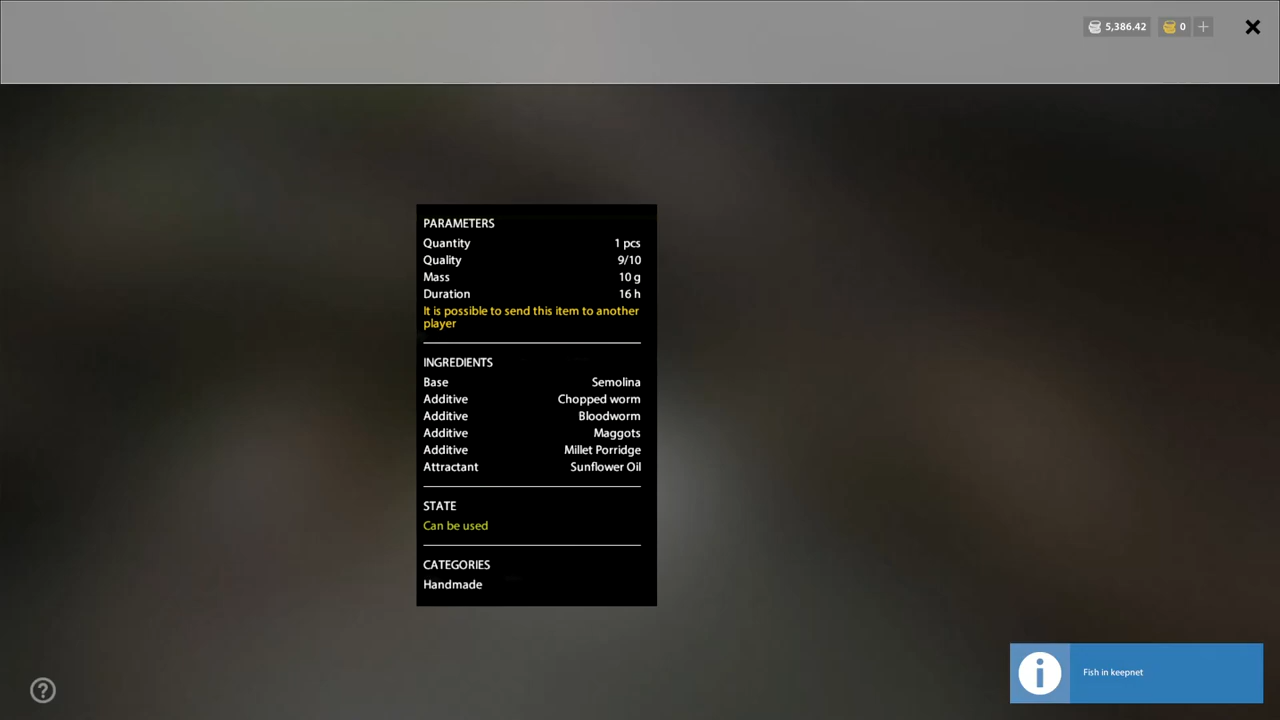 5,386.42 0 +
PARAMETERS
Quantity 1 pcs
Quality 9/10
Mass 10 g
Duration 16 h
It is possible to send this item to another
player
INGREDIENTS
Base Semolina
Additive Chopped worm
Additive Bloodworm
Additive Maggots
Additive Millet Porridge
Attractant Sunflower Oil
STATE
Can be used
CATEGORIES
Handmade
Fish in keepnet
?